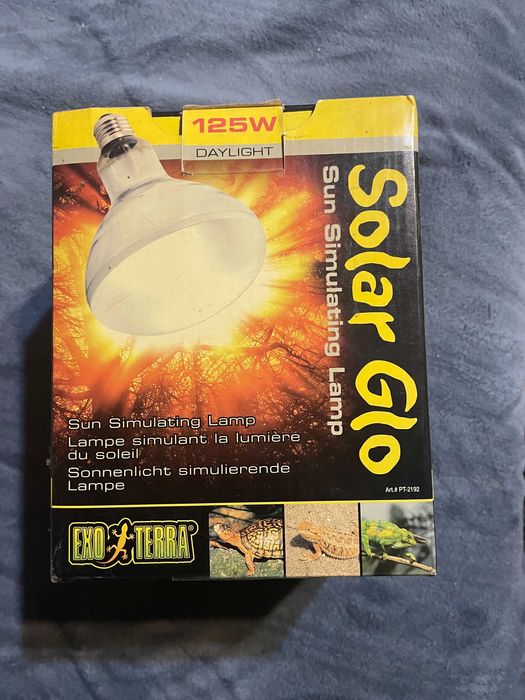 125W
DAYLIGHT
Solar Glo
Sun Simulating Lamp
Sun Simulating Lamp
Lampe simulant la lumière
du soleil
Sonnenlicht simulierende
Lampe
Art.# PT-2192
EXO TERRA®